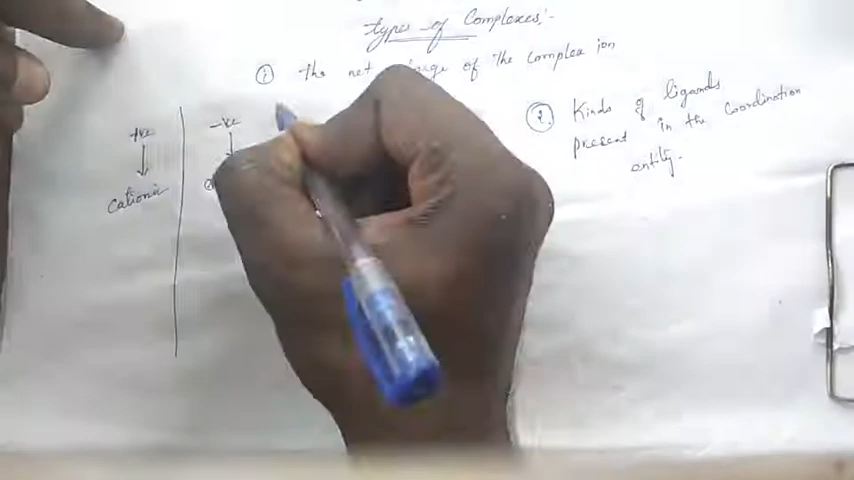 types of Complexes:-
① The net of The Complex ion
② Kinds of ligands
present in the Coordination
entity.
+ve
-ve
Cationic